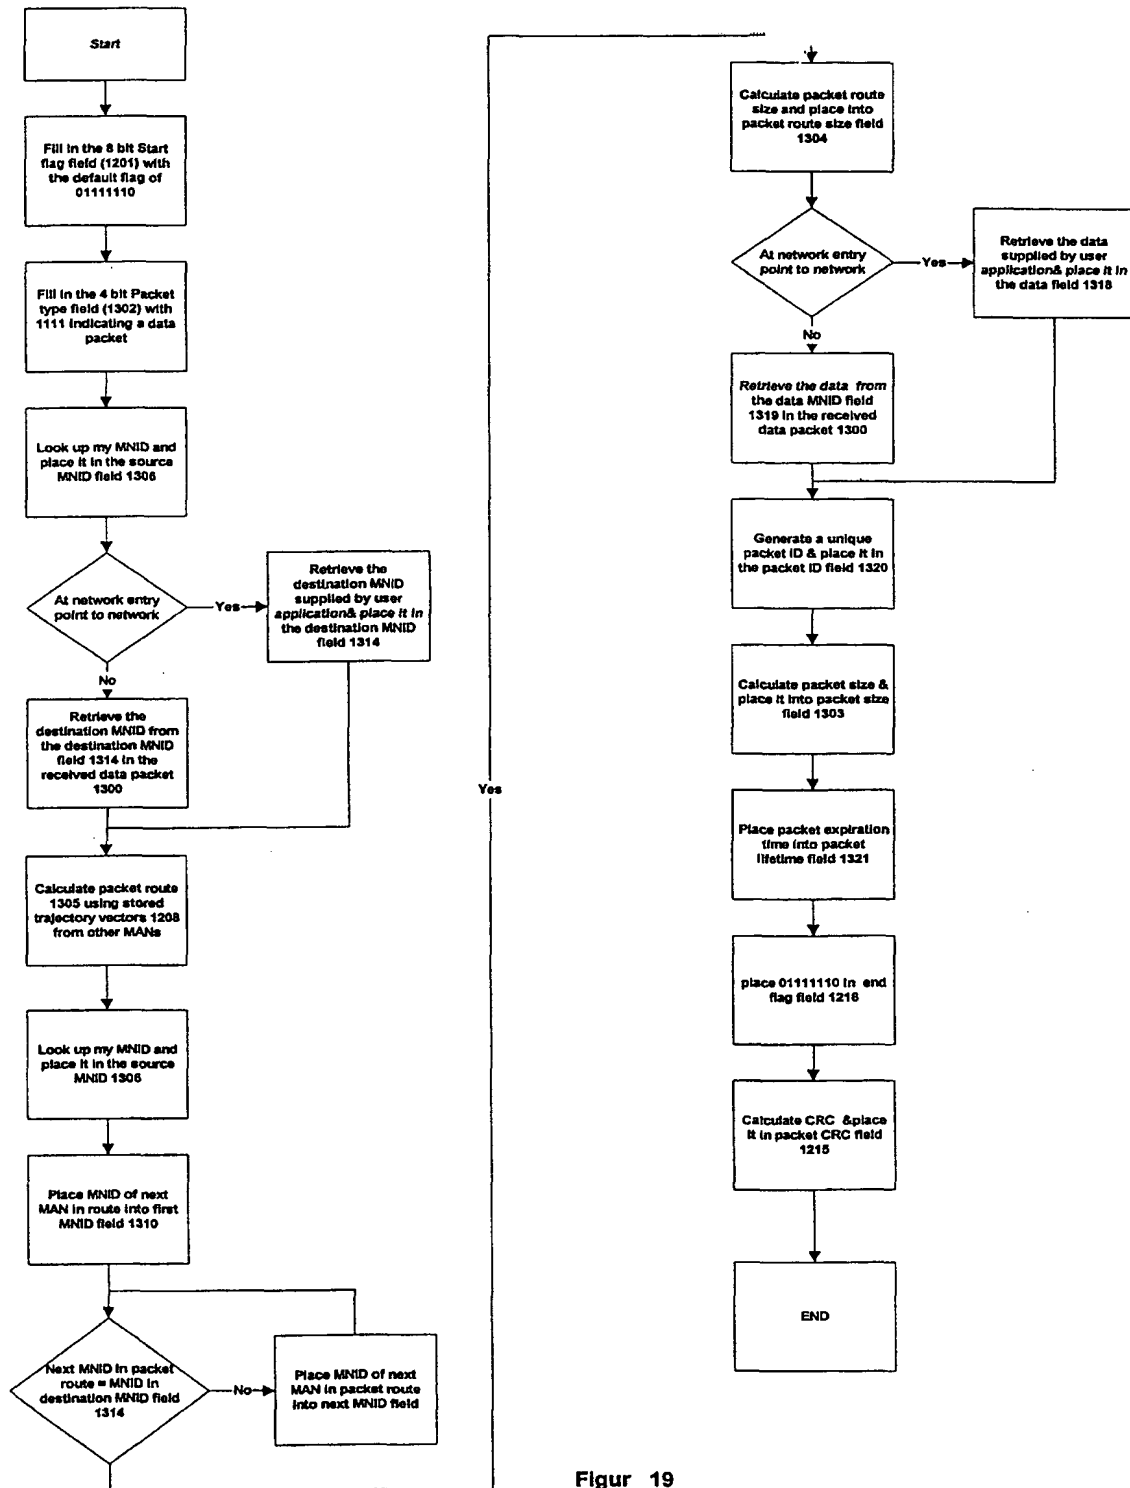 Start
Fill in the 8 bit Start
flag field (1201) with
the default flag of
01111110
Fill in the 4 bit Packet
type field (1302) with
1111 indicating a data
packet
Look up my MNID and
place it in the source
MNID field 1306
At network entry
point to network
Yes
Retrieve the
destination MNID
supplied by user
application& place it in
the destination MNID
field 1314
No
Retrieve the
destination MNID from
the destination MNID
field 1314 in the
received data packet
1300
Calculate packet route
1305 using stored
trajectory vectors 1208
from other MANs
Look up my MNID and
place it in the source
MNID 1306
Place MNID of next
MAN in route into first
MNID field 1310
Next MNID in packet
route = MNID in
destination MNID field
1314
No
Place MNID of next
MAN in packet route
into next MNID field
Yes
Calculate packet route
size and place into
packet route size field
1304
At network entry
point to network
Yes
Retrieve the data
supplied by user
application& place it in
the data field 1318
No
Retrieve the data from
the data MNID field
1319 in the received
data packet 1300
Generate a unique
packet ID & place it in
the packet ID field 1320
Calculate packet size &
place it into packet size
field 1303
Place packet expiration
time into packet
lifetime field 1321
place 01111110 in end
flag field 1216
Calculate CRC &place
it in packet CRC field
1215
END
Figur 19